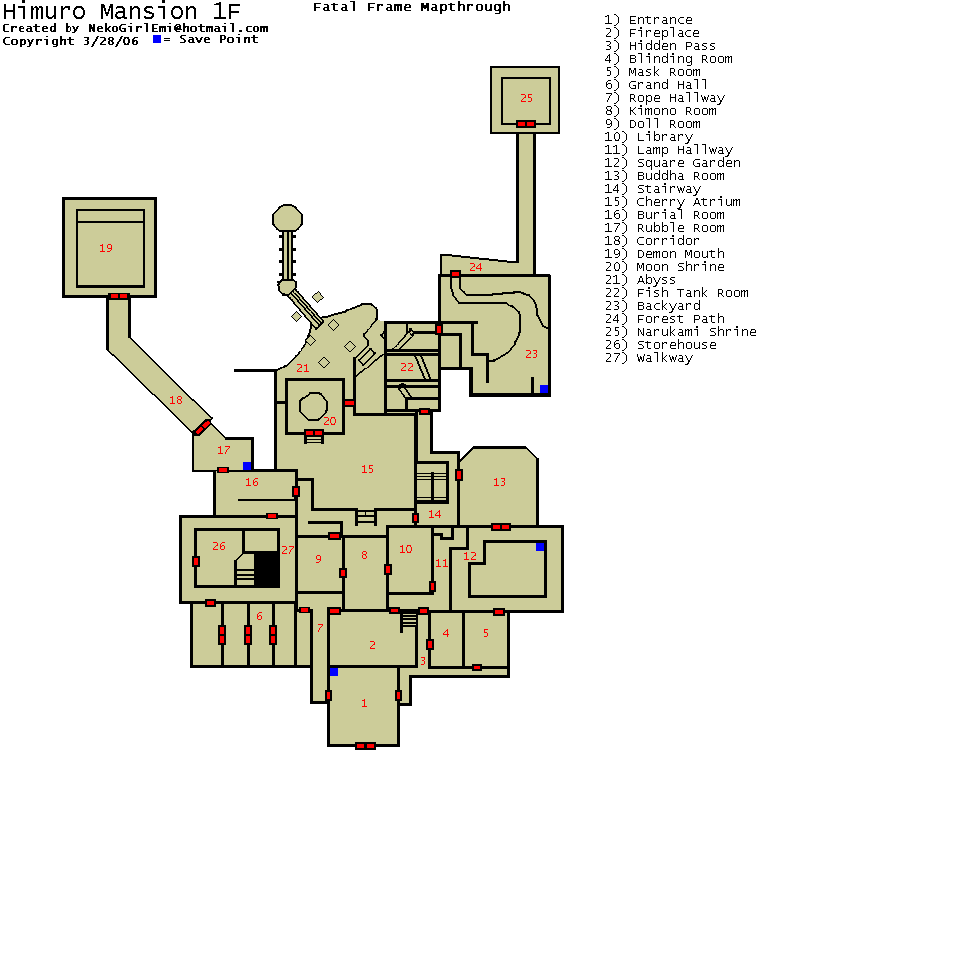 Himuro Mansion 1F
Fatal Frame Mapthrough
Created by NekoGirlEmi@hotmail.com
Copyright 3/28/06 = Save Point
1) Entrance
2) Fireplace
3) Hidden Pass
4) Blinding Room
5) Mask Room
6) Grand Hall
7) Rope Hallway
8) Kimono Room
9) Doll Room
10) Library
11) Lamp Hallway
12) Square Garden
13) Buddha Room
14) Stairway
15) Cherry Atrium
16) Burial Room
17) Rubble Room
18) Corridor
19) Demon Mouth
20) Moon Shrine
21) Abyss
22) Fish Tank Room
23) Backyard
24) Forest Path
25) Narukami Shrine
26) Storehouse
27) Walkway
25
19
24
23
21
22
20
18
17
15
16
13
14
26
27
9
8
10
11
12
6
7
2
4
5
3
1